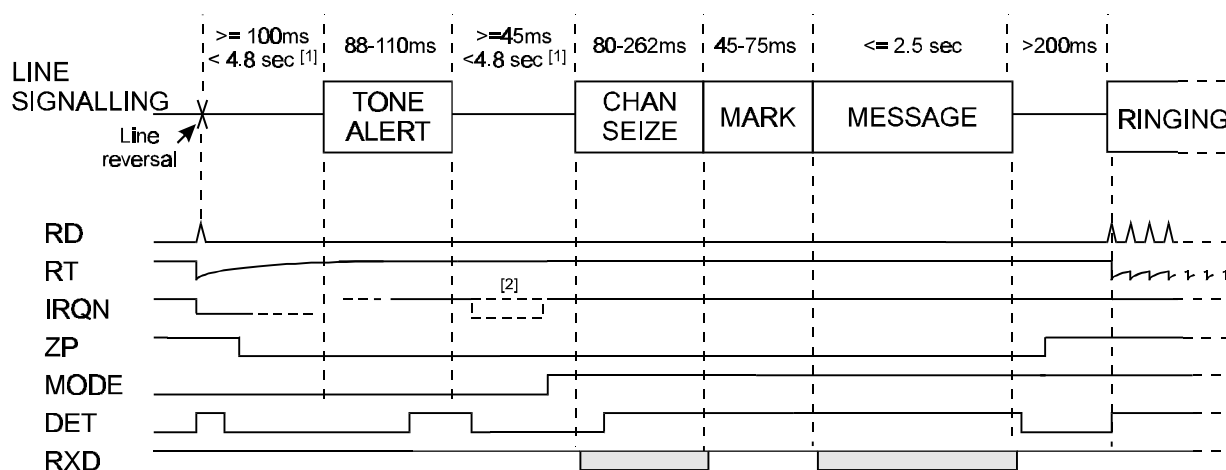 >= 100ms
< 4.8 sec [1]
88-110ms
>=45ms
<4.8 sec [1]
80-262ms
45-75ms
<= 2.5 sec
>200ms
LINE
SIGNALLING
TONE
ALERT
CHAN
SEIZE
MARK
MESSAGE
RINGING
Line
reversal
RD
RT
[2]
IRQN
ZP
MODE
DET
RXD